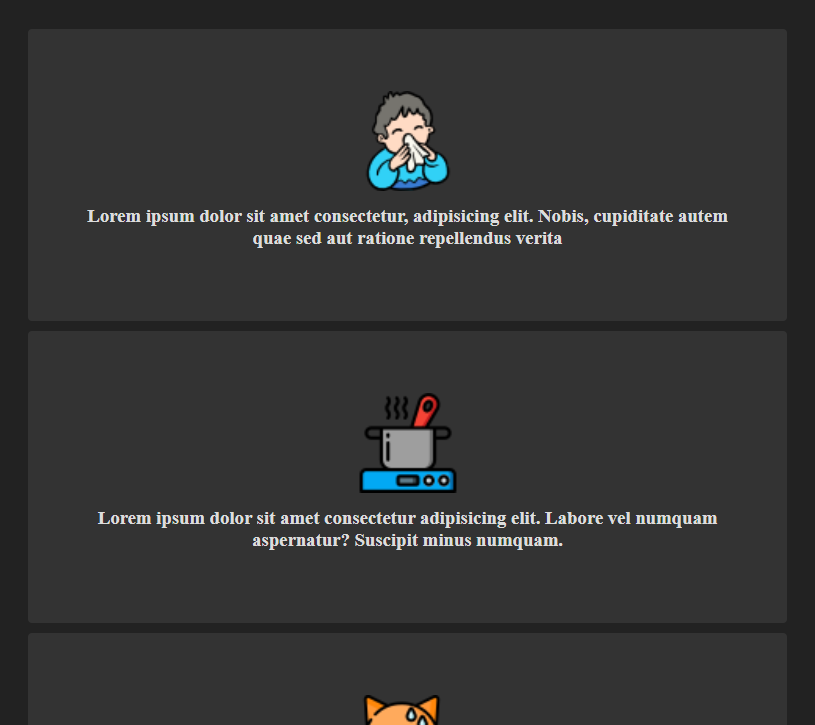 Lorem ipsum dolor sit amet consectetur, adipisicing elit. Nobis, cupiditate autem
quae sed aut ratione repellendus verita
Lorem ipsum dolor sit amet consectetur adipisicing elit. Labore vel numquam
aspernatur? Suscipit minus numquam.